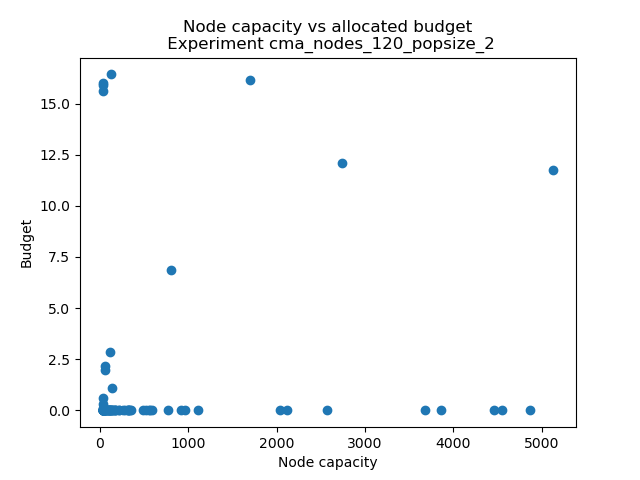 Node capacity vs allocated budget
Experiment cma_nodes_120_popsize_2
15.0
12.5
10.0
7.5
5.0
2.5
0.0
Budget
0 1000 2000 3000 4000 5000
Node capacity